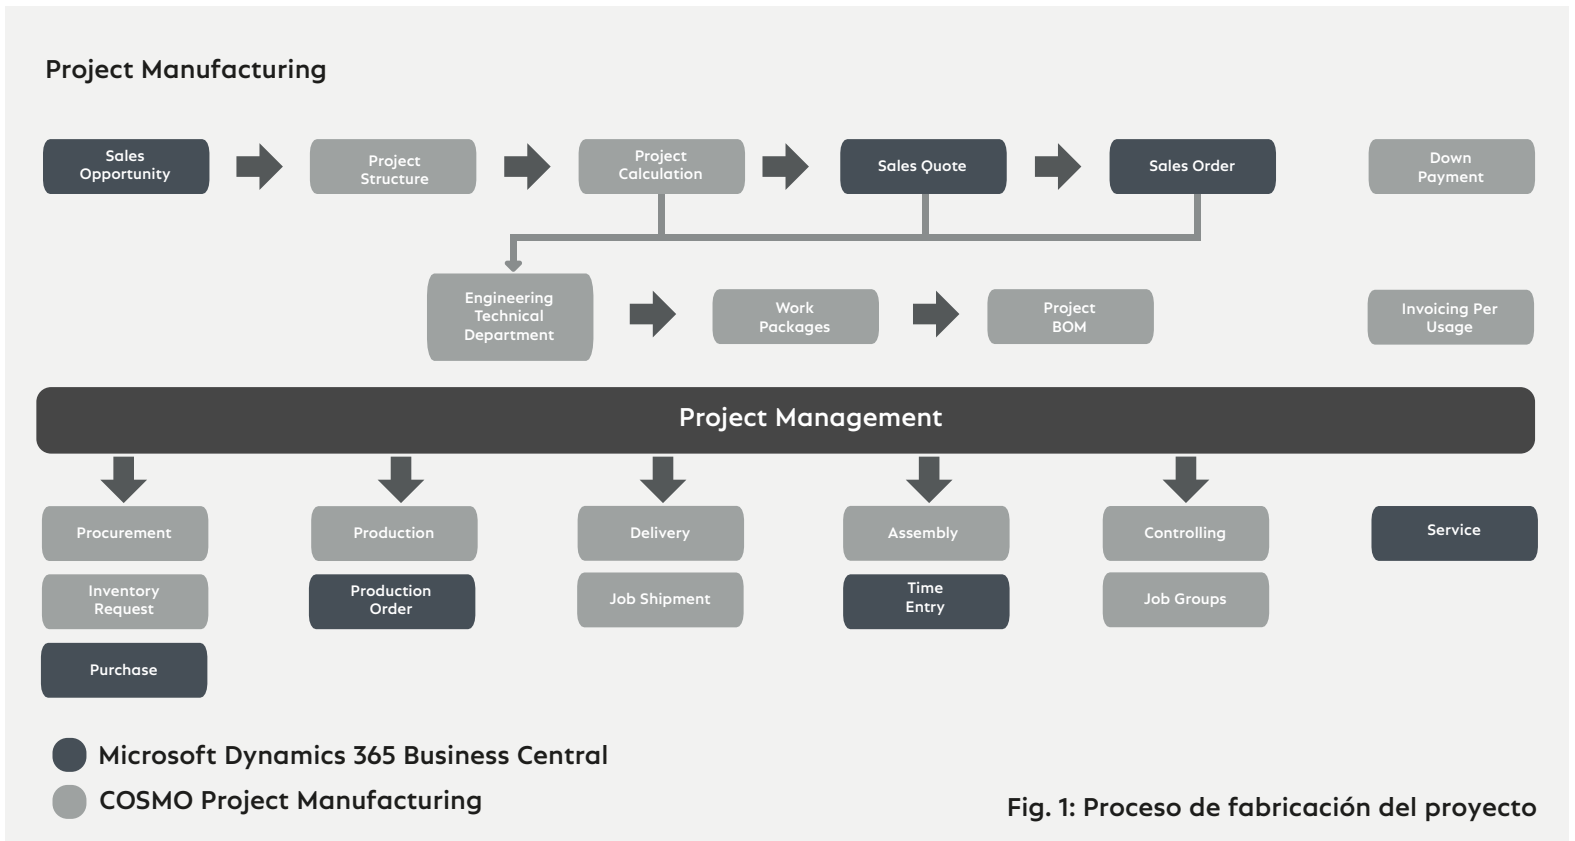 Project Manufacturing
Sales
Opportunity
Project
Structure
Project
Calculation
Sales Quote
Sales Order
Down
Payment
Engineering
Technical
Department
Work
Packages
Project
BOM
Invoicing Per
Usage
Project Management
Procurement
Production
Delivery
Assembly
Controlling
Service
Inventory
Request
Production
Order
Job Shipment
Time
Entry
Job Groups
Purchase
Microsoft Dynamics 365 Business Central
COSMO Project Manufacturing
Fig. 1: Proceso de fabricación del proyecto